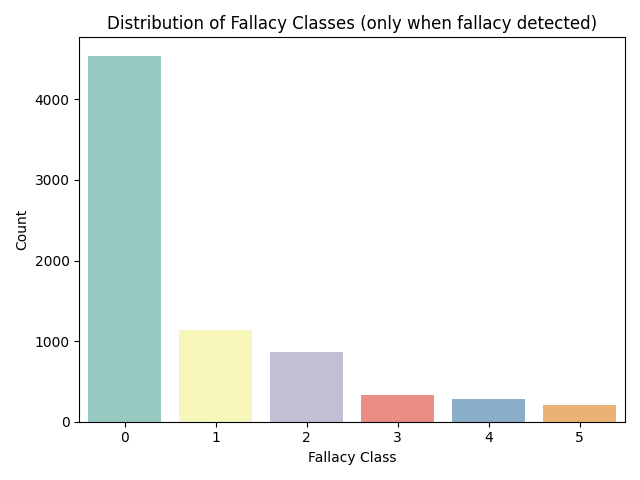 Distribution of Fallacy Classes (only when fallacy detected)
4000
3000
2000
1000
0
Count
0 1 2 3 4 5
Fallacy Class